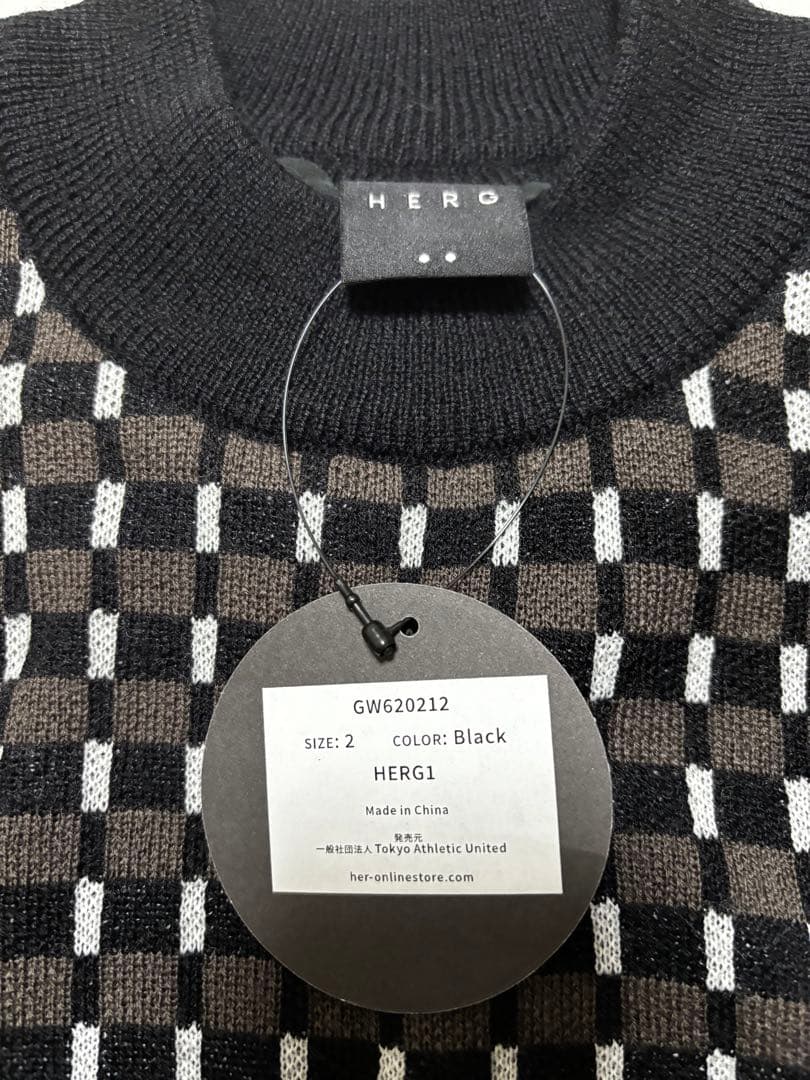 HERG
GW620212
SIZE: 2 COLOR: Black
HERG1
Made in China
発売元
一般社団法人 Tokyo Athletic United
her-onlinestore.com